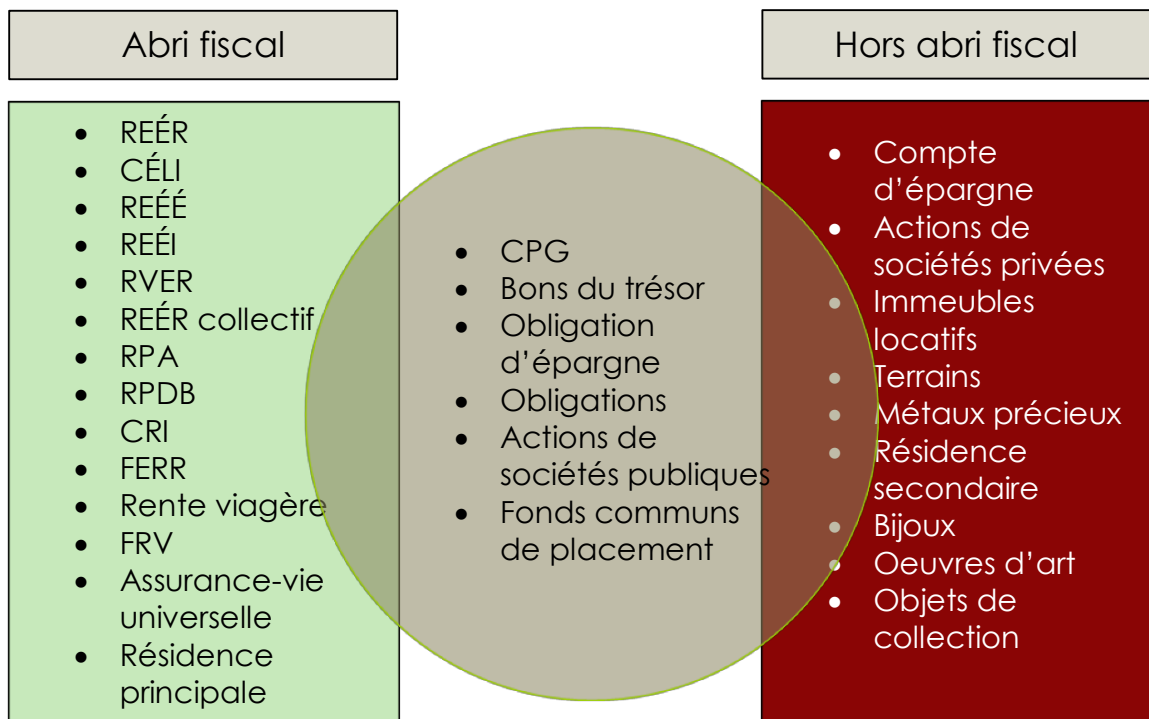 Abri fiscal
Hors abri fiscal
• REÉR
• CÉLI
• REÉÉ
• REÉI
• RVER
• REÉR collectif
• RPA
• RPDB
• CRI
• FERR
• Rente viagère
• FRV
• Assurance-vie
universelle
• Résidence
principale
• CPG
• Bons du trésor
• Obligation
d’épargne
• Obligations
• Actions de
sociétés publiques
• Fonds communs
de placement
• Compte
d’épargne
• Actions de
sociétés privées
• Immeubles
locatifs
• Terrains
• Métaux précieux
• Résidence
secondaire
• Bijoux
• Oeuvres d’art
• Objets de
collection